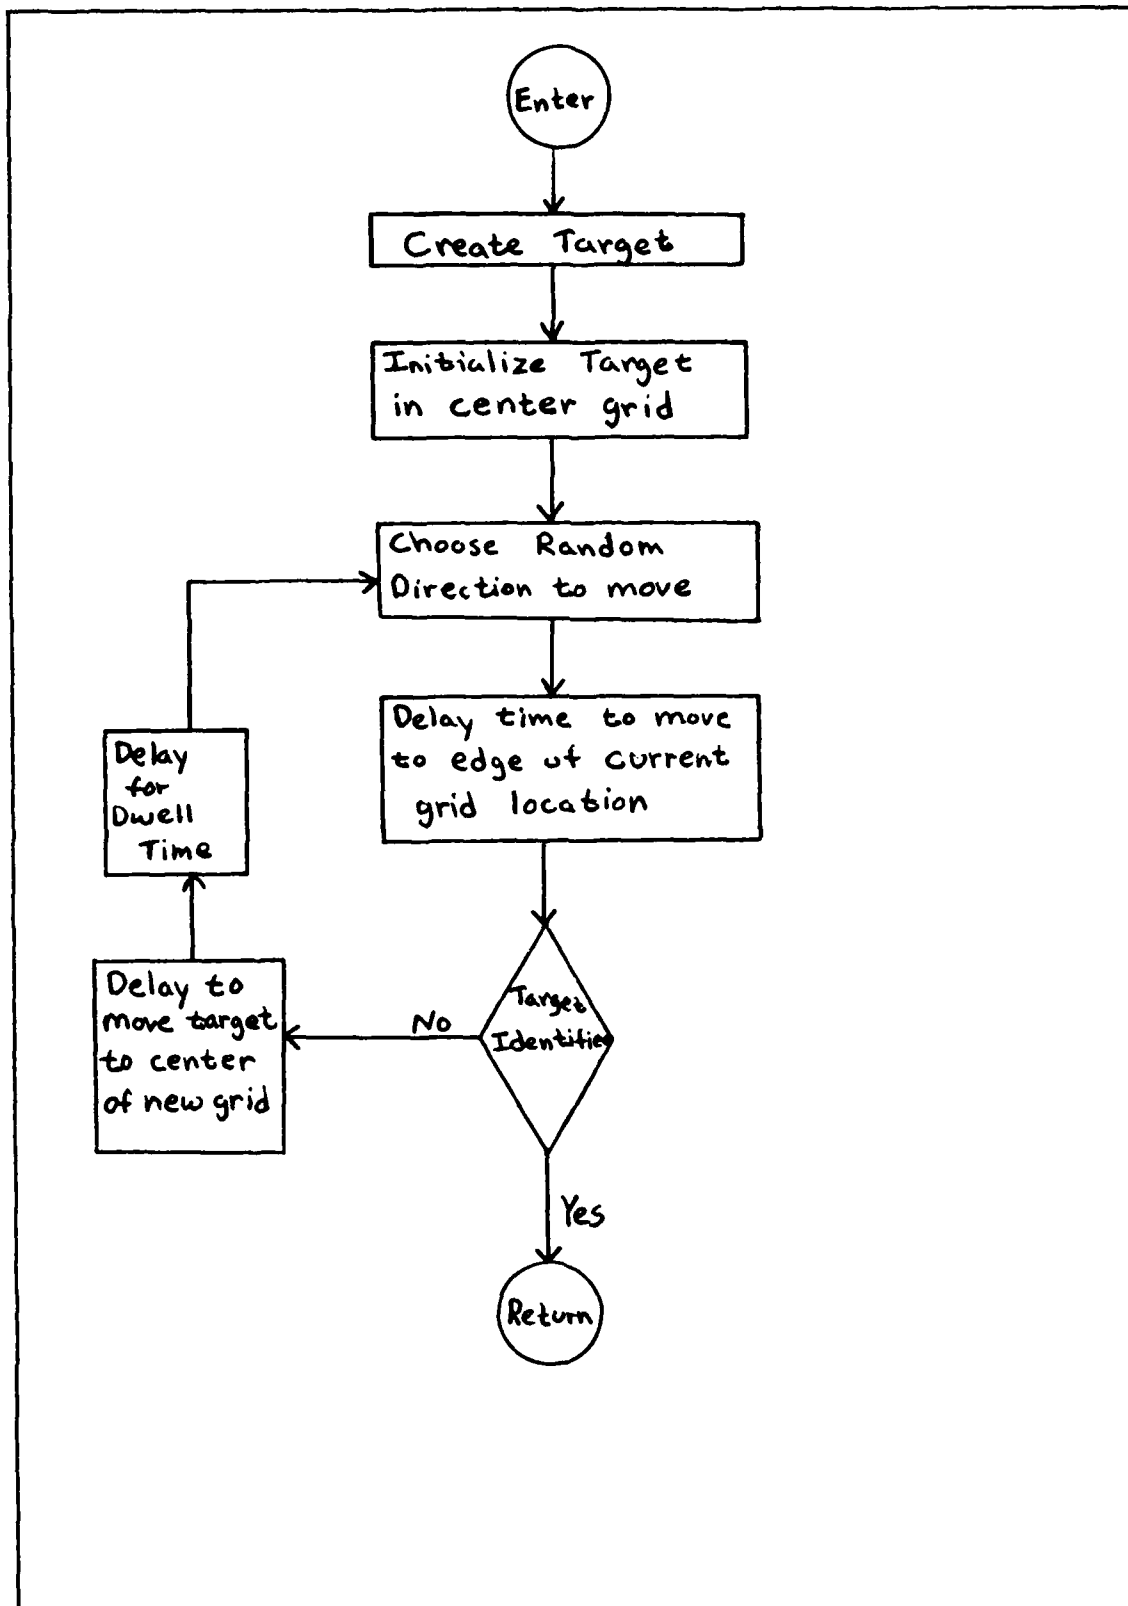 Enter
Create Target
Initialize Target
in center grid
Choose Random
Direction to move
Delay time to move
to edge of current
grid location
Delay
for
Dwell
Time
Delay to
move target
to center
of new grid
No
Target
Identified
Yes
Return